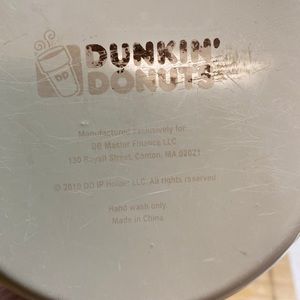 DUNKIN'
DONUTS
DD
Manufactured Exclusively for:
DB Master Finance LLC
130 Royall Street, Canton, MA 02021
© 2010 DD IP Holder LLC. All rights reserved
Hand wash only
Made in China